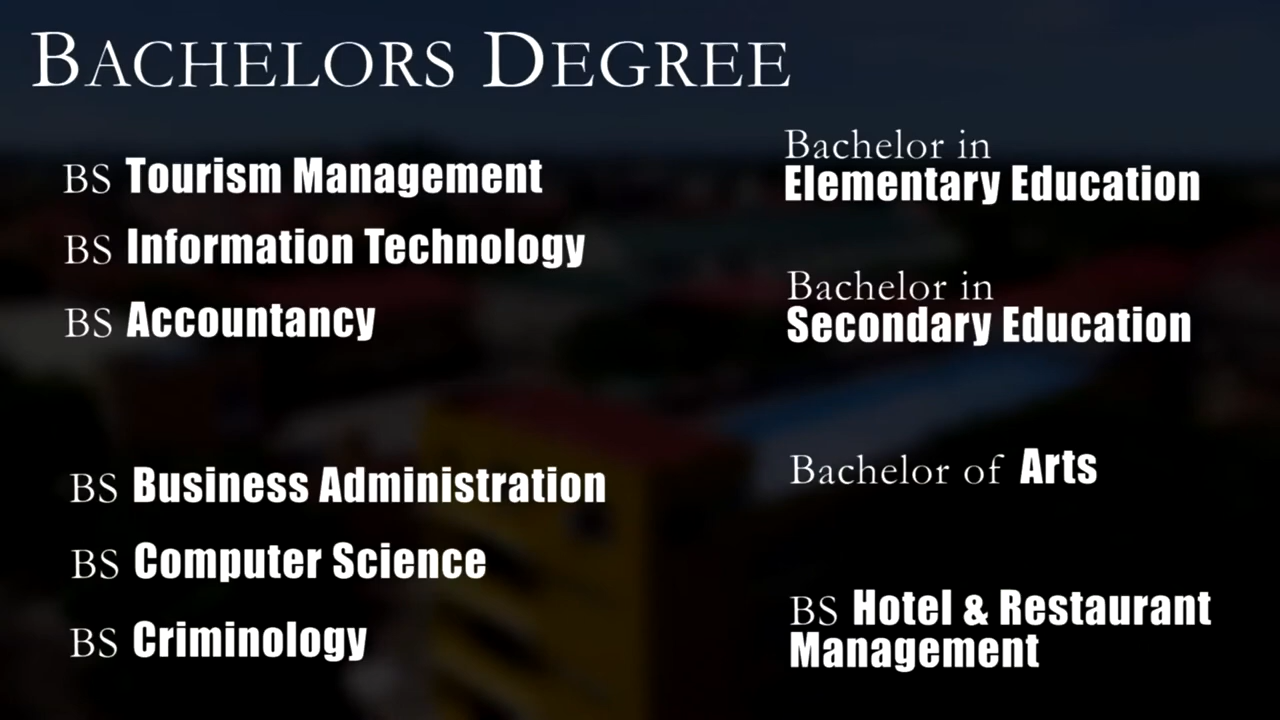 BACHELORS DEGREE
BS Tourism Management
BS Information Technology
BS Accountancy
BS Business Administration
BS Computer Science
BS Criminology
Bachelor in
Elementary Education
Bachelor in
Secondary Education
Bachelor of Arts
BS Hotel & Restaurant
Management